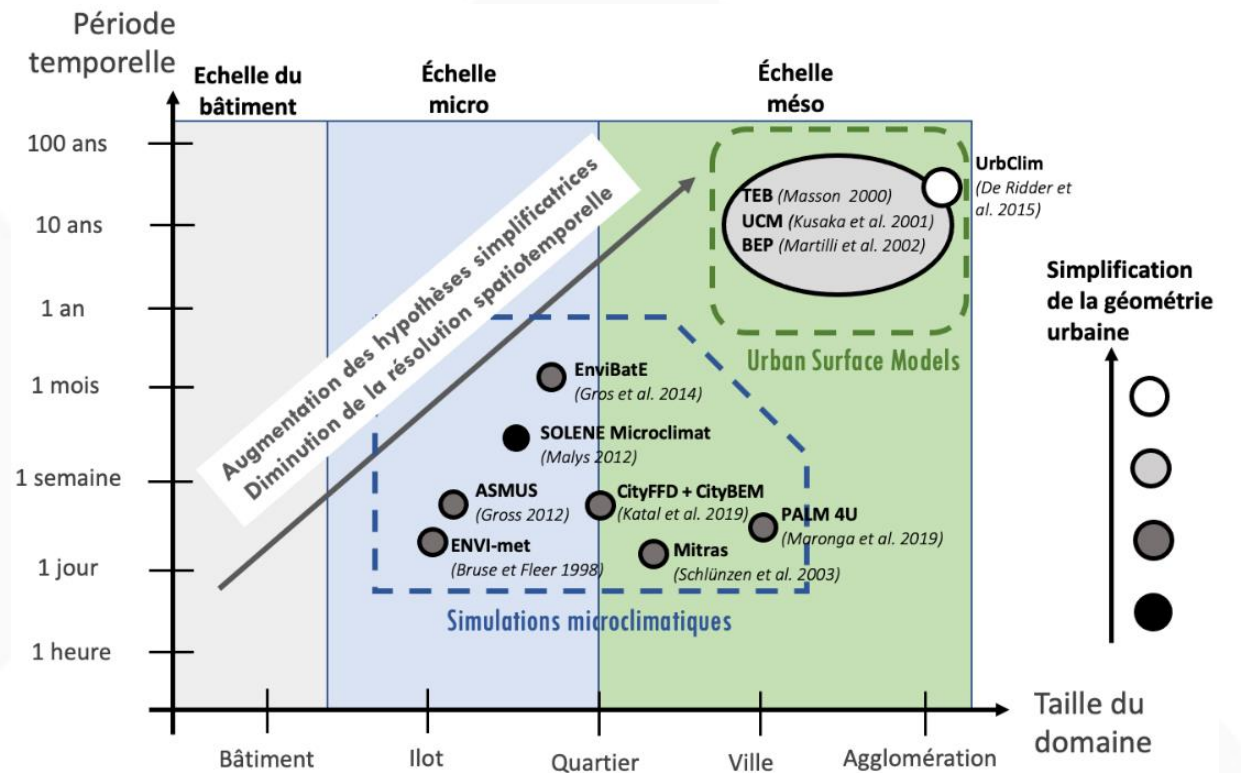 Période
temporelle
Echelle du
bâtiment
Échelle
micro
Échelle
méso
100 ans
10 ans
1 an
1 mois
1 semaine
1 jour
1 heure
Augmentation des hypothèses simplificatrices
Diminution de la résolution spatiotemporelle
TEB (Masson 2000)
UCM (Kusaka et al. 2001)
BEP (Martilli et al. 2002)
UrbClim
(De Ridder et
al. 2015)
Urban Surface Models
EnviBatE
(Gros et al. 2014)
SOLENE Microclimat
(Malys 2012)
ASMUS
(Gross 2012)
CityFFD + CityBEM
(Katal et al. 2019)
PALM 4U
(Maronga et al. 2019)
ENVI-met
(Bruse et Fleer 1998)
Mitras
(Schlünzen et al. 2003)
Simulations microclimatiques
Simplification
de la géométrie
urbaine
Bâtiment
Ilot
Quartier
Ville
Agglomération
Taille du
domaine